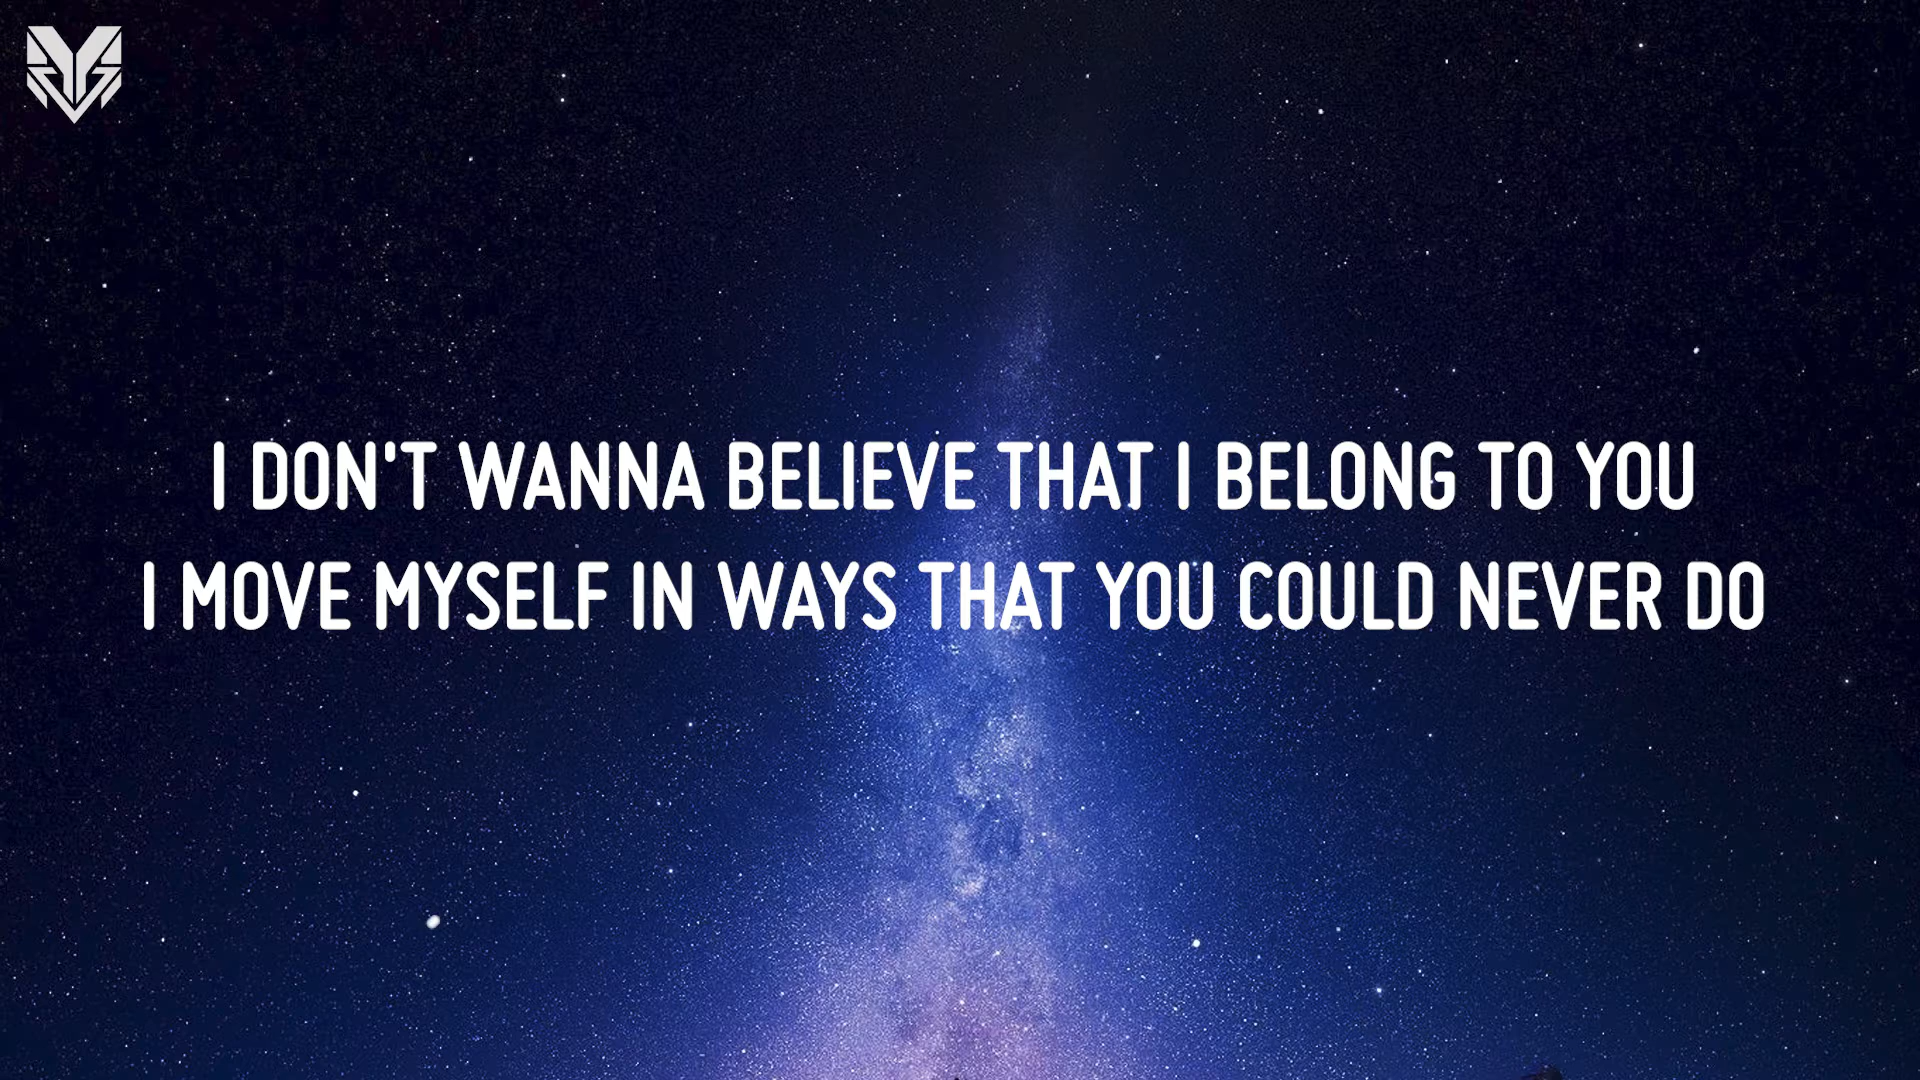 I DON'T WANNA BELIEVE THAT I BELONG TO YOU
I MOVE MYSELF IN WAYS THAT YOU COULD NEVER DO